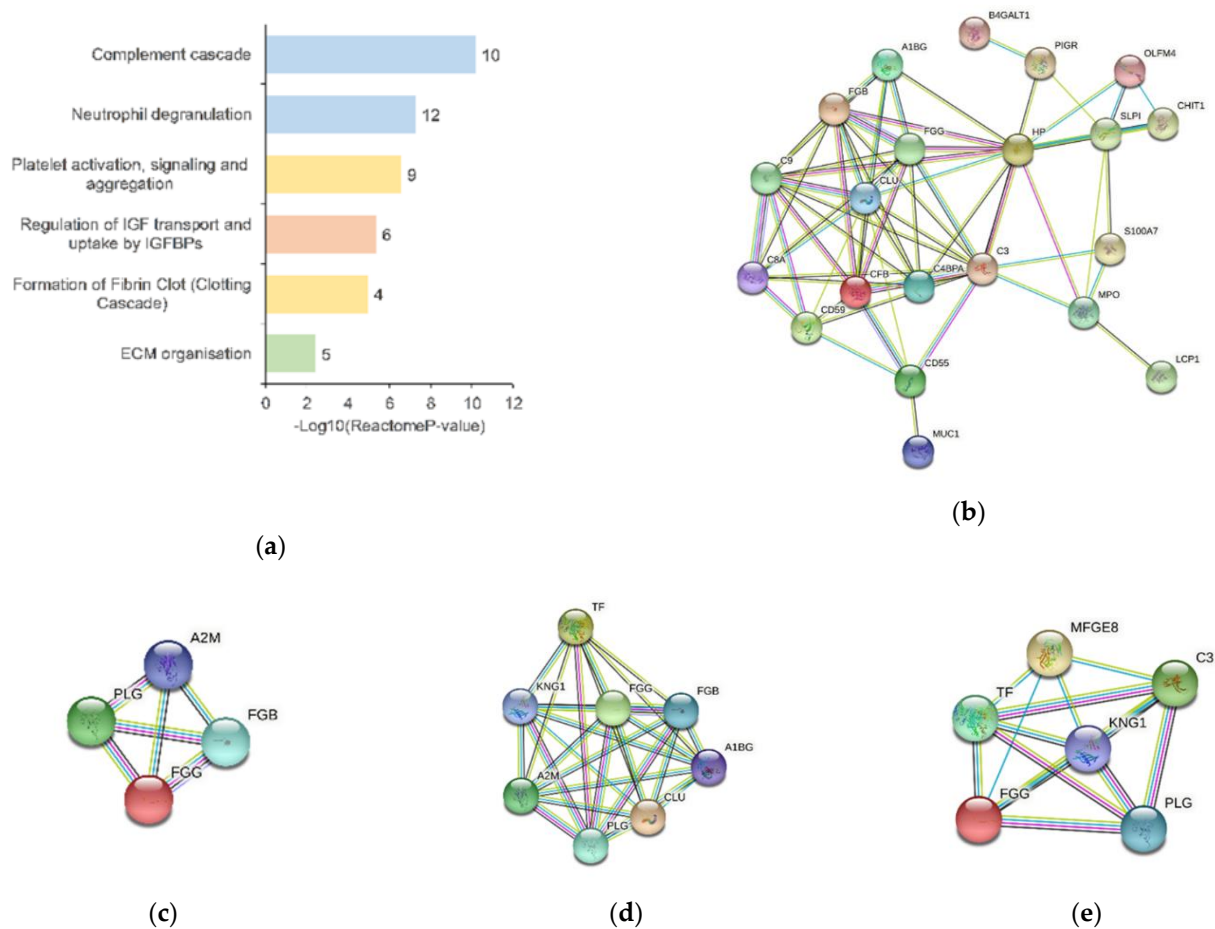 Complement cascade
10
Neutrophil degranulation
12
Platelet activation, signaling and
aggregation
9
Regulation of IGF transport and
uptake by IGFBPs
6
Formation of Fibrin Clot (Clotting
Cascade)
4
ECM organisation
5
0 2 4 6 8 10 12
-Log10(ReactomeP-value)
(a)
B4GALT1
PIGR
OLFM4
A1BG
FGB
CHIT1
SLPI
HP
FGG
C9
CLU
S100A7
C3
C8A
CFB
C4BPA
MPO
CD59
LCP1
CD55
MUC1
(b)
A2M
PLG
FGB
FGG
(c)
TF
KNG1
FGG
FGB
A1BG
A2M
CLU
PLG
(d)
MFGE8
C3
TF
KNG1
FGG
PLG
(e)